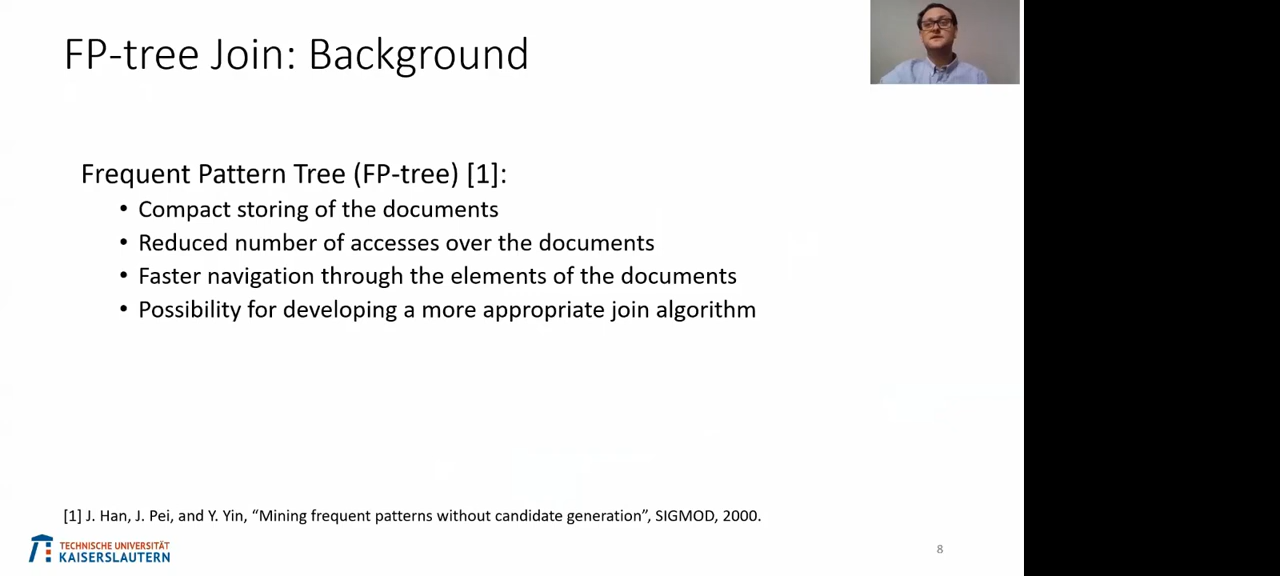 FP-tree Join: Background
Frequent Pattern Tree (FP-tree) [1]:
• Compact storing of the documents
• Reduced number of accesses over the documents
• Faster navigation through the elements of the documents
• Possibility for developing a more appropriate join algorithm
[1] J. Han, J. Pei, and Y. Yin, “Mining frequent patterns without candidate generation”, SIGMOD, 2000.
TECHNISCHE UNIVERSITÄT
KAISERSLAUTERN
8